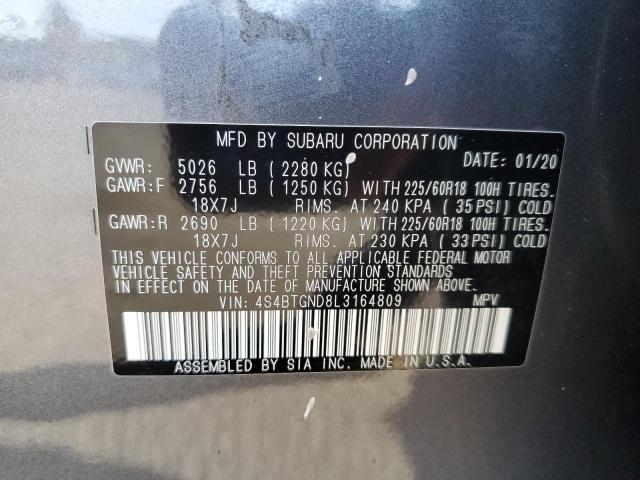 MFD BY SUBARU CORPORATION
DATE: 01/20
GVWR: 5026 LB (2280 KG)
GAWR:F 2756 LB (1250 KG) WITH 225/60R18 100H TIRES.
18X7J RIMS. AT 240 KPA (35 PSI) COLD
GAWR:R 2690 LB (1220 KG) WITH 225/60R18 100H TIRES.
18X7J RIMS. AT 230 KPA (33 PSI) COLD
THIS VEHICLE CONFORMS TO ALL APPLICABLE FEDERAL MOTOR
VEHICLE SAFETY AND THEFT PREVENTION STANDARDS IN EFFECT ON
THE DATE OF MANUFACTURE SHOWN ABOVE.
VIN: 4S4BTGND8L3164809 MPV
ASSEMBLED BY SIA INC. MADE IN U.S.A.